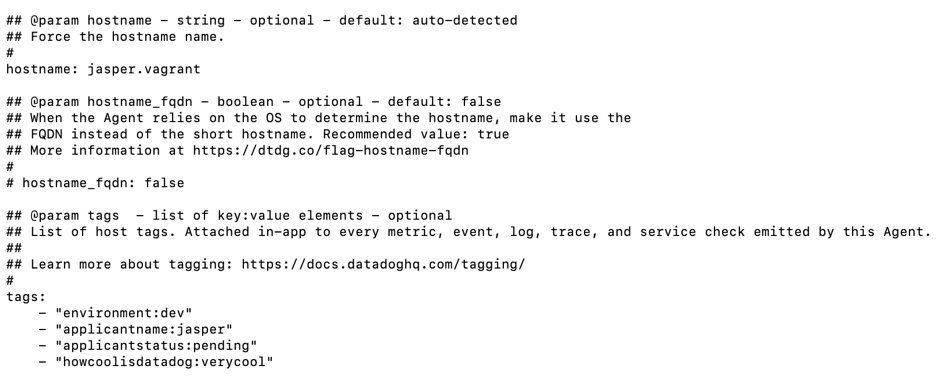 ## @param hostname - string - optional - default: auto-detected
## Force the hostname name.
#
hostname: jasper.vagrant

## @param hostname_fqdn - boolean - optional - default: false
## When the Agent relies on the OS to determine the hostname, make it use the
## FQDN instead of the short hostname. Recommended value: true
## More information at https://dtdg.co/flag-hostname-fqdn
#
# hostname_fqdn: false

## @param tags  - list of key:value elements - optional
## List of host tags. Attached in-app to every metric, event, log, trace, and service check emitted by this Agent.
##
## Learn more about tagging: https://docs.datadoghq.com/tagging/
#
tags:
    - "environment:dev"
    - "applicantname:jasper"
    - "applicantstatus:pending"
    - "howcoolisdatadog:verycool"